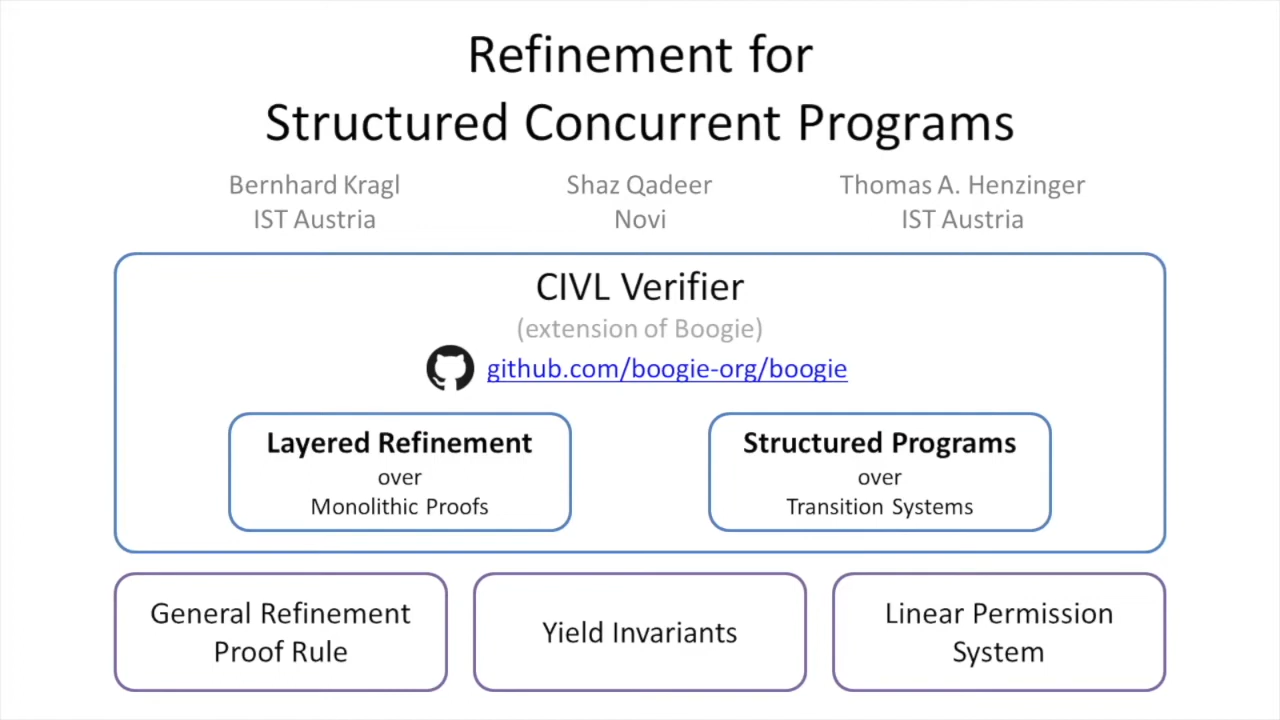 Refinement for
Structured Concurrent Programs
Bernhard Kragl
IST Austria
Shaz Qadeer
Novi
Thomas A. Henzinger
IST Austria
CIVL Verifier
(extension of Boogie)
github.com/boogie-org/boogie
Layered Refinement
over
Monolithic Proofs
Structured Programs
over
Transition Systems
General Refinement
Proof Rule
Yield Invariants
Linear Permission
System